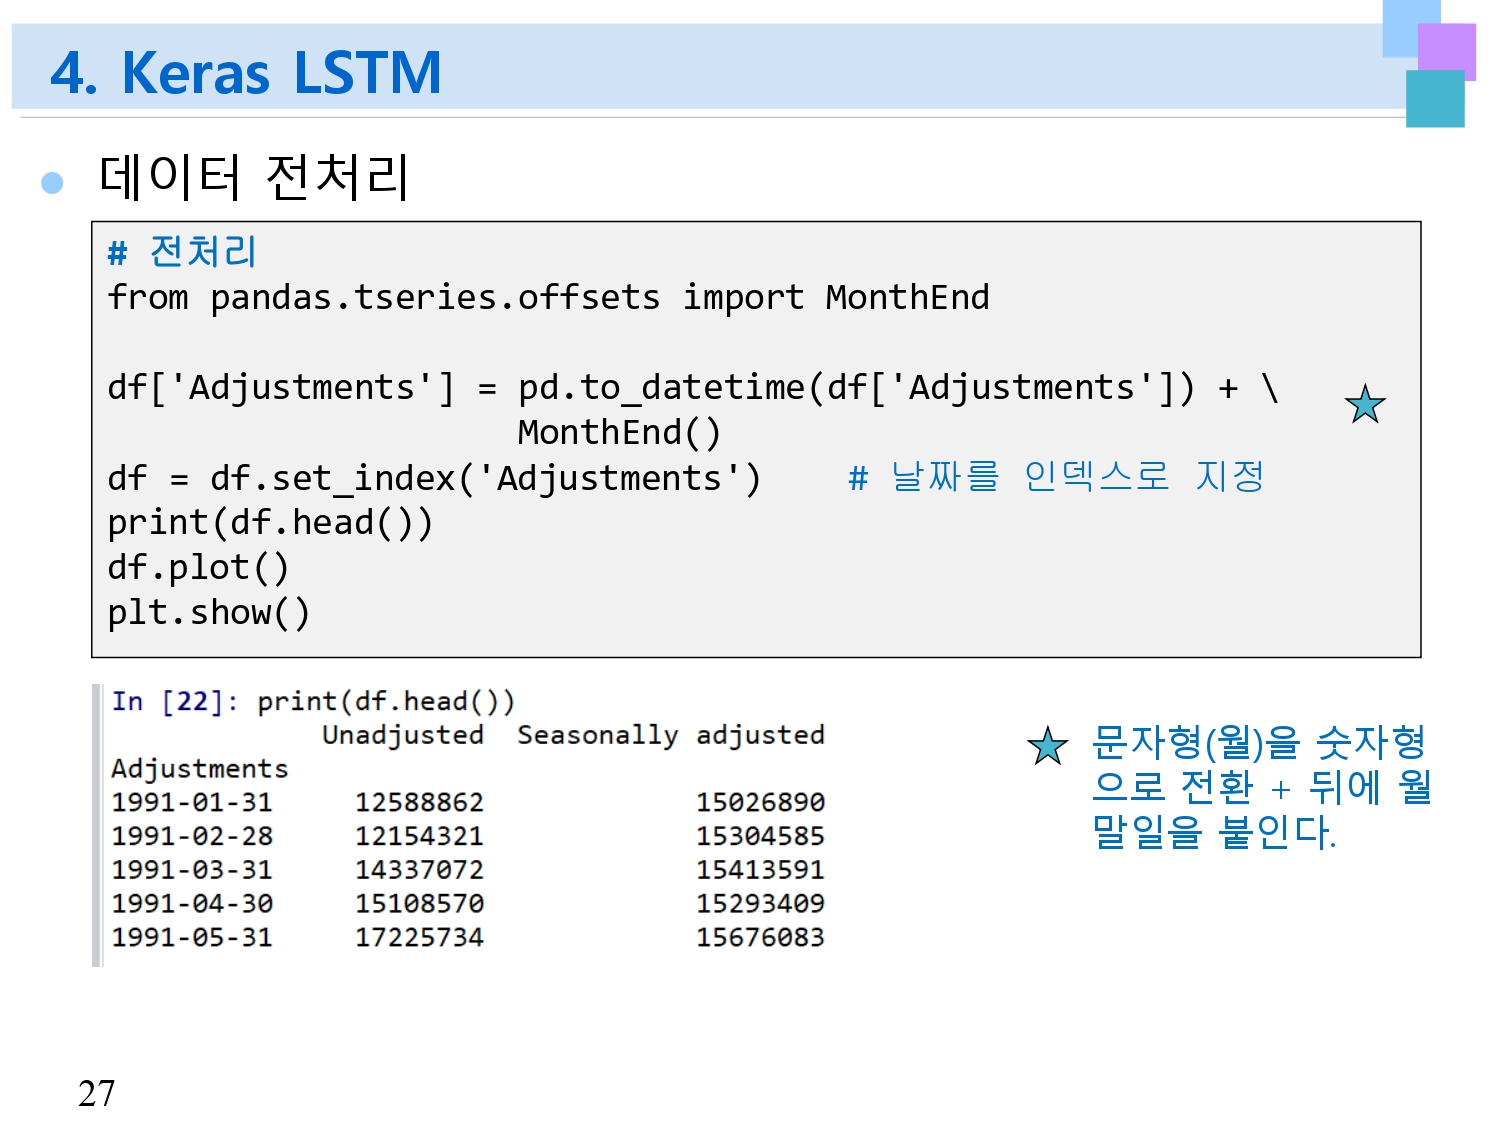 4. Keras LSTM
데이터 전처리
# 전처리
from pandas.tseries.offsets import MonthEnd
df['Adjustments'] = pd.to_datetime(df['Adjustments']) + \
MonthEnd()
df = df.set_index('Adjustments')    # 날짜를 인덱스로 지정
print(df.head())
df.plot()
plt.show()
In [22]: print(df.head())
Unadjusted  Seasonally adjusted
Adjustments
1991-01-31     12588862             15026890
1991-02-28     12154321             15304585
1991-03-31     14337072             15413591
1991-04-30     15108570             15293409
1991-05-31     17225734             15676083
문자형(월)을 숫자형
으로 전환 + 뒤에 월
말일을 붙인다.
27